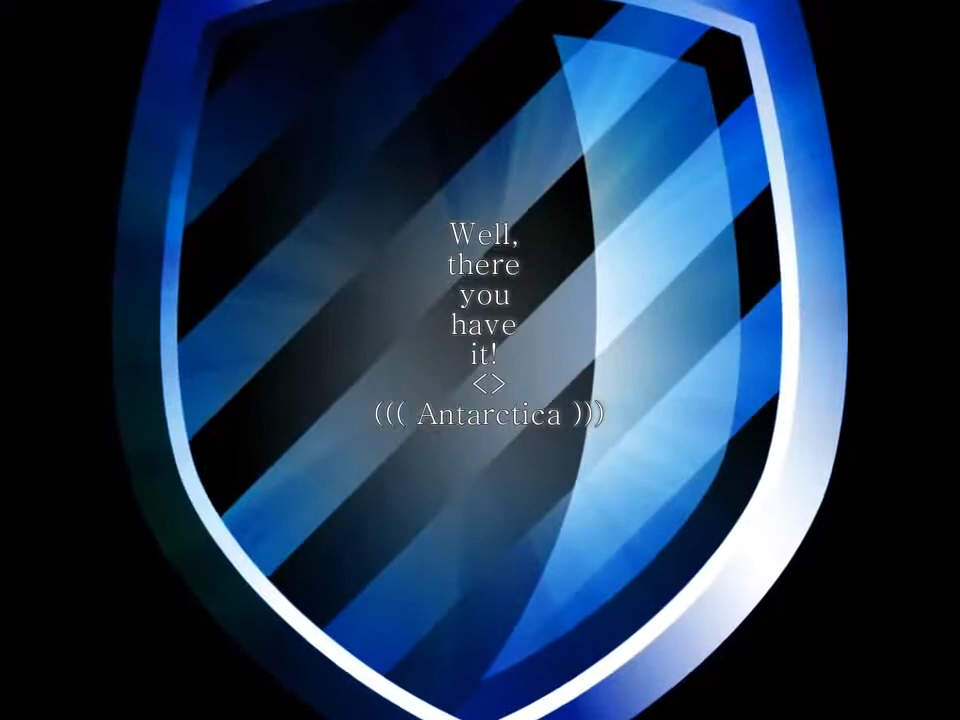 Well,
there
you
have
it!
<>
((( Antarctica )))